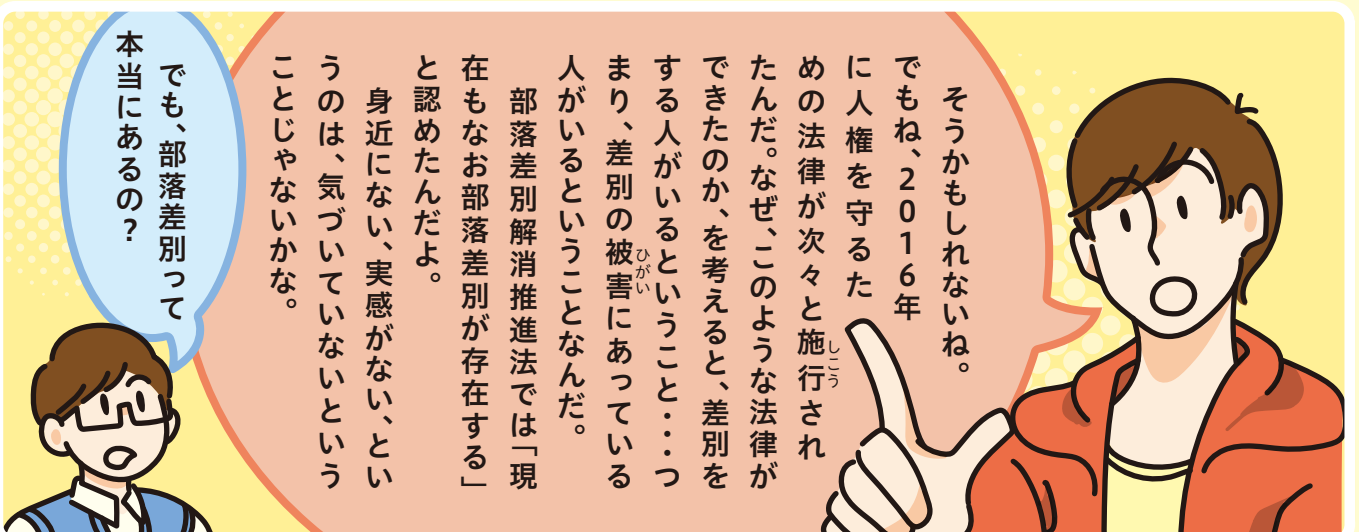 そうかもしれないね。
でもね、2016年
に人権を守るた
めの法律が次々と施行され
たんだ。なぜ、このような法律が
できたのか、を考えると、差別を
する人がいるということ・・・つ
まり、差別の被害にあっている
人がいるということなんだ。
部落差別解消推進法では「現
在もなお部落差別が存在する」
と認めたんだよ。
身近にない、実感がない、とい
うのは、気づいていないという
ことじゃないかな。
しこう
ひがい
でも、部落差別って
本当にあるの？